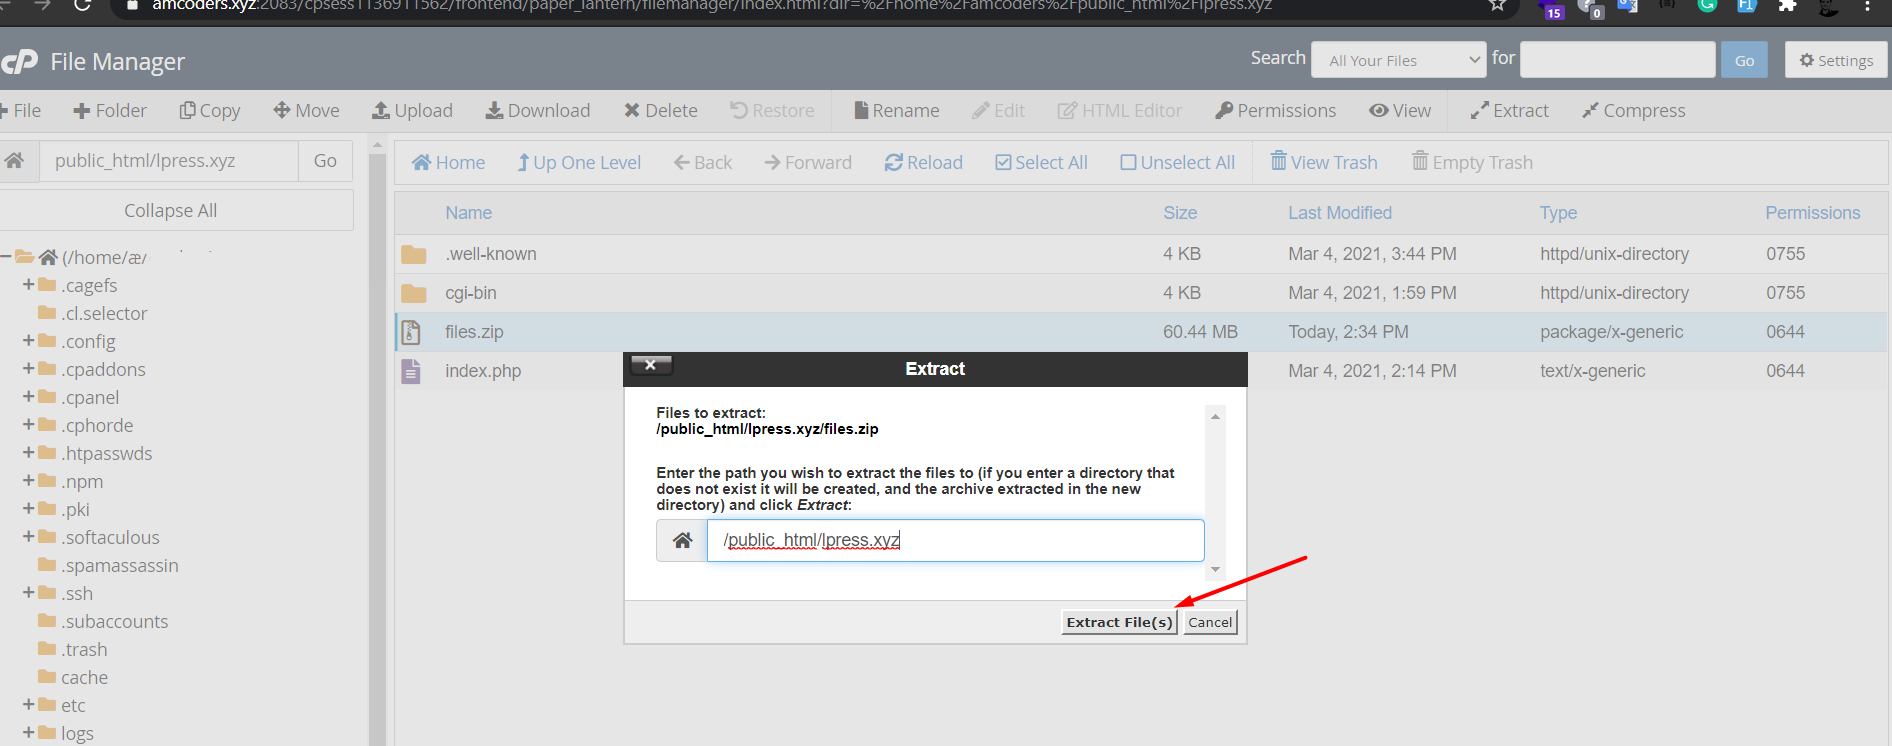 amcoders.xyz:2083/cpsess1136911562/frontend/paper_lantern/filemanager/index.html?dir=%2Fhome%2Famcoders%2Fpublic_html%2Flpress.xyz
15
0
cP File Manager
Search All Your Files for Go Settings
File Folder Copy Move Upload Download Delete Restore Rename Edit HTML Editor Permissions View Extract Compress
public_html/lpress.xyz Go
Home Up One Level Back Forward Reload Select All Unselect All View Trash Empty Trash
Collapse All
Name Size Last Modified Type Permissions
.well-known 4 KB Mar 4, 2021, 3:44 PM httpd/unix-directory 0755
cgi-bin 4 KB Mar 4, 2021, 1:59 PM httpd/unix-directory 0755
files.zip 60.44 MB Today, 2:34 PM package/x-generic 0644
index.php Mar 4, 2021, 2:14 PM text/x-generic 0644
(/home/
.cagefs
.cl.selector
.config
.cpaddons
.cpanel
.cphorde
.htpasswds
.npm
.pki
.softaculous
.spamassassin
.ssh
.subaccounts
.trash
cache
etc
logs
Extract
Files to extract:
/public_html/lpress.xyz/files.zip
Enter the path you wish to extract the files to (if you enter a directory that
does not exist it will be created, and the archive extracted in the new
directory) and click Extract:
/public_html/lpress.xyz
Extract File(s) Cancel